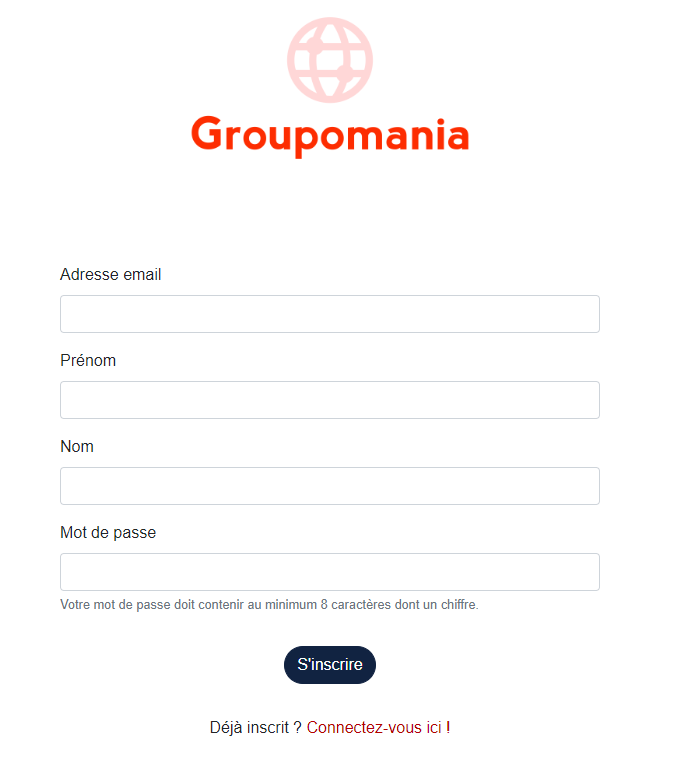 Groupomania
Adresse email
Prénom
Nom
Mot de passe
Votre mot de passe doit contenir au minimum 8 caractères dont un chiffre.
S'inscrire
Déjà inscrit ? Connectez-vous ici !